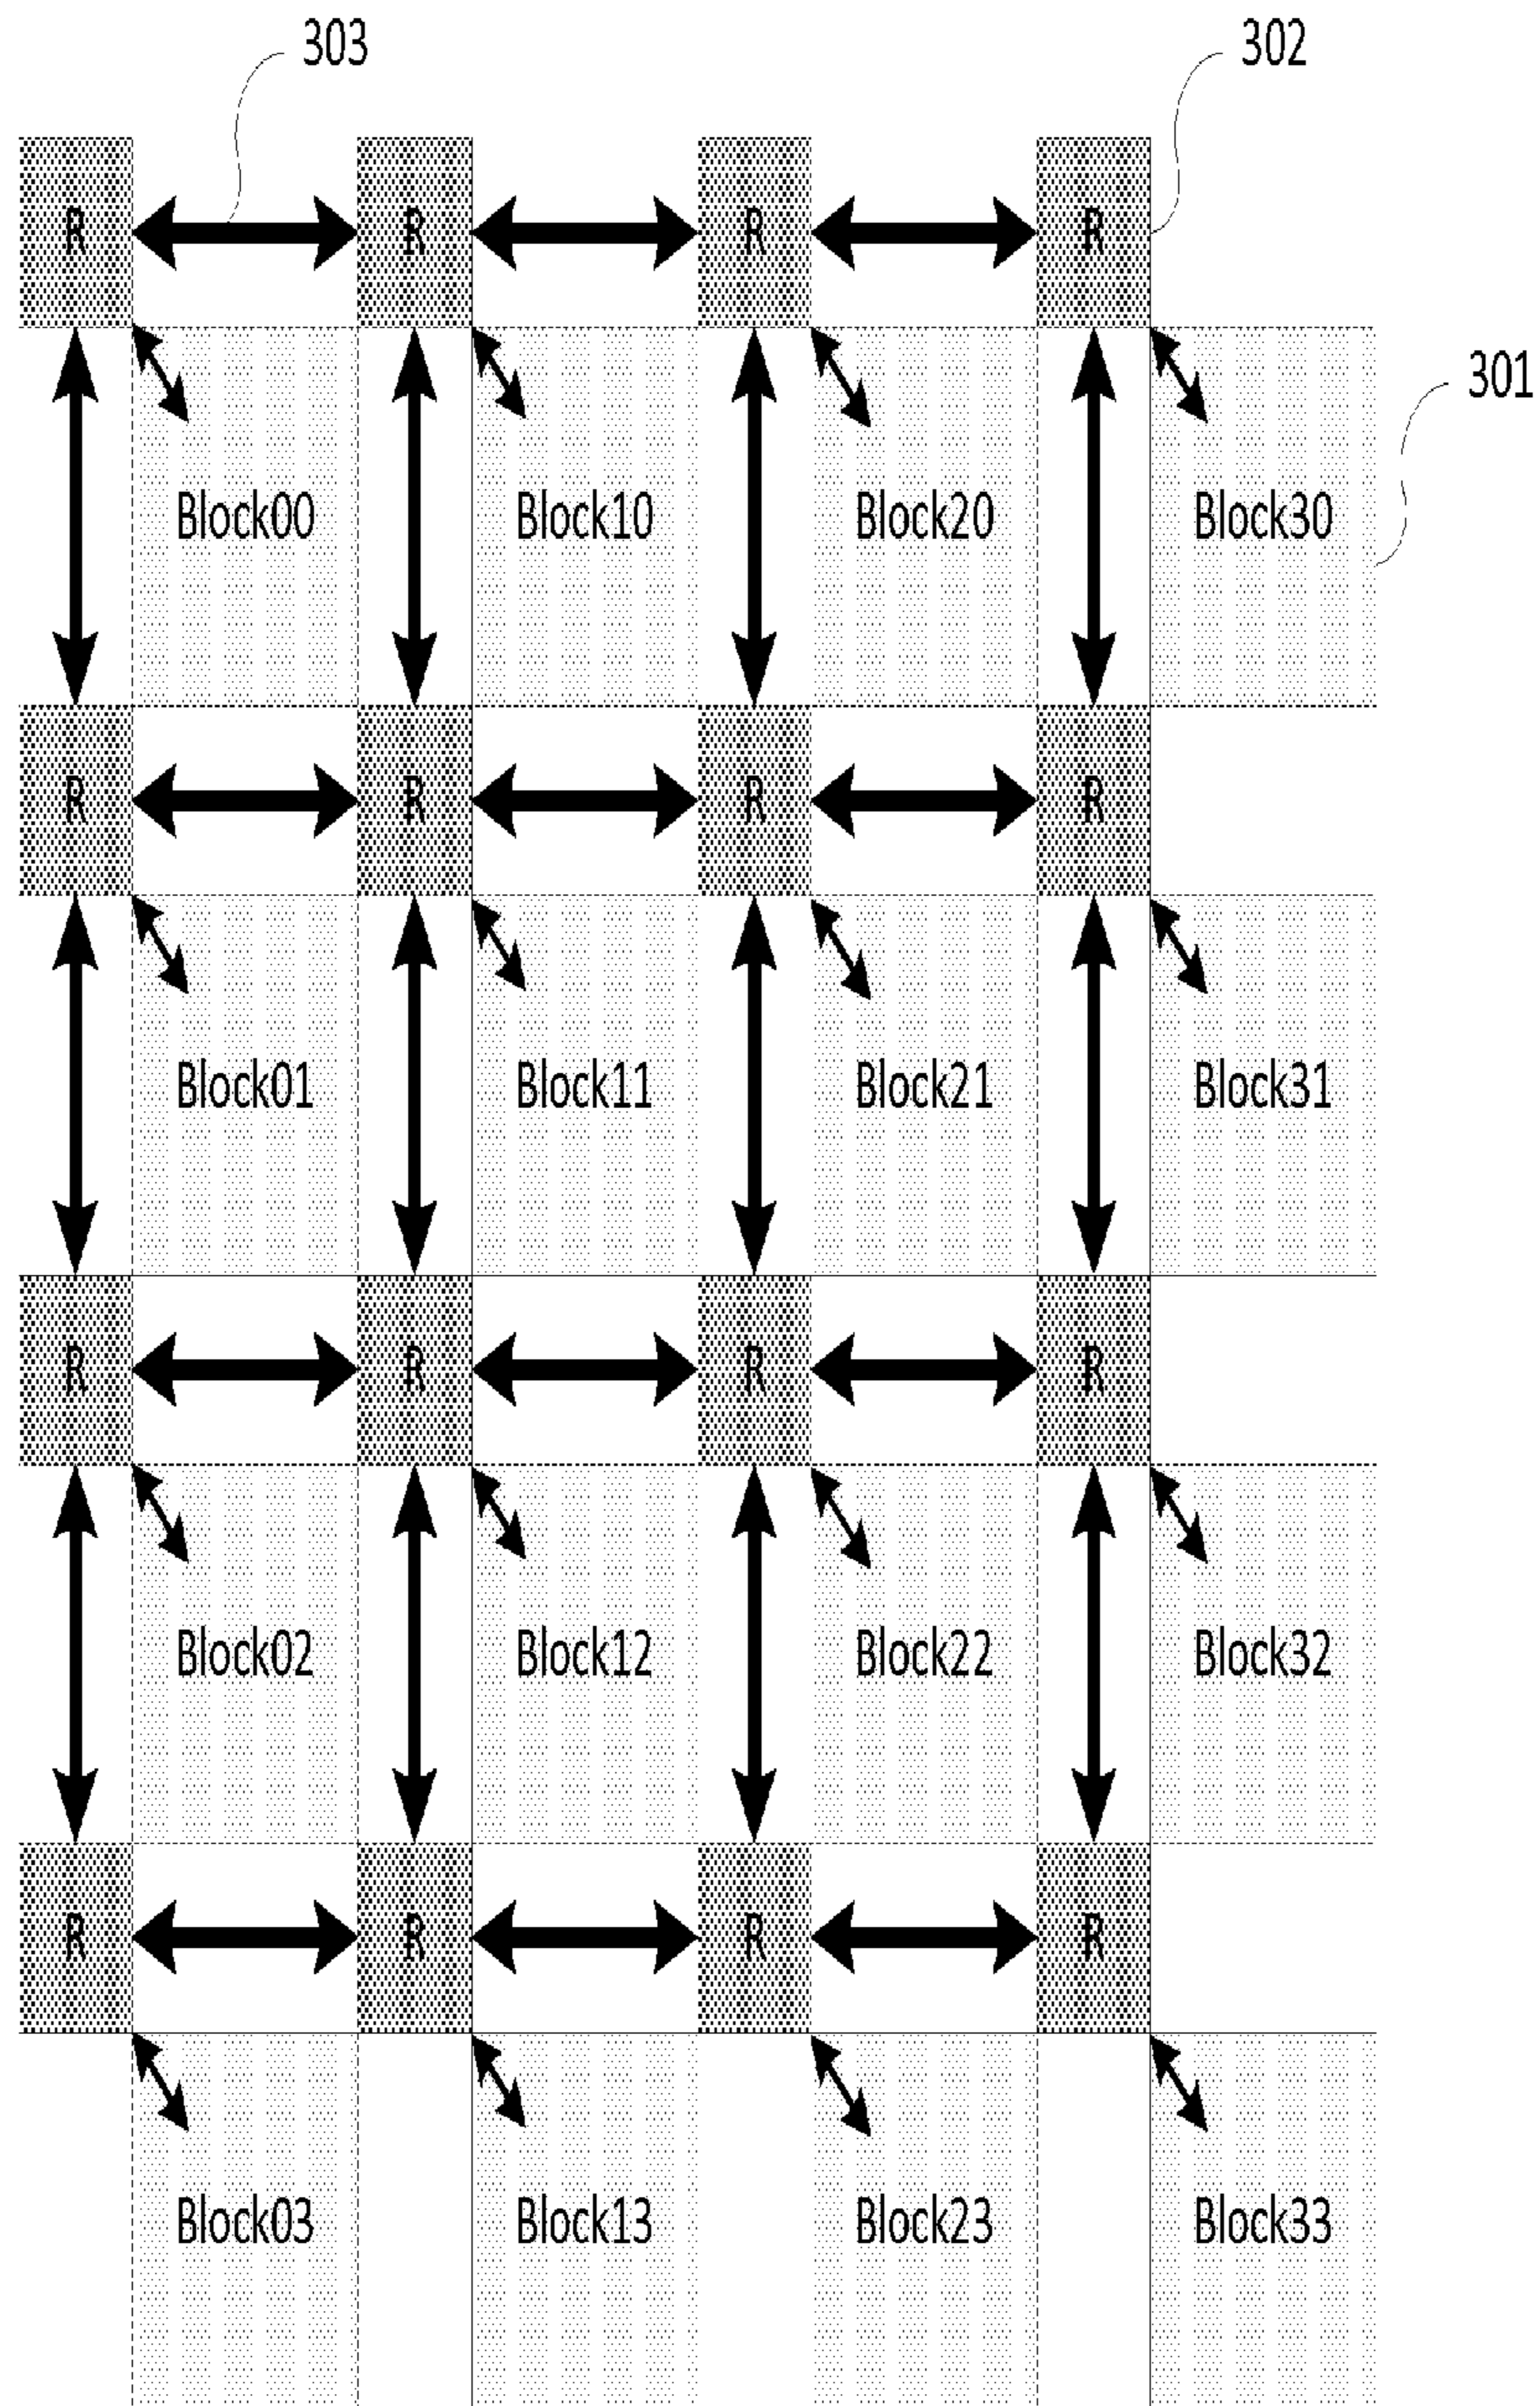 303 302
R R R R
301
Block00 Block10 Block20 Block30
R R R R
Block01 Block11 Block21 Block31
R R R R
Block02 Block12 Block22 Block32
R R R R
Block03 Block13 Block23 Block33